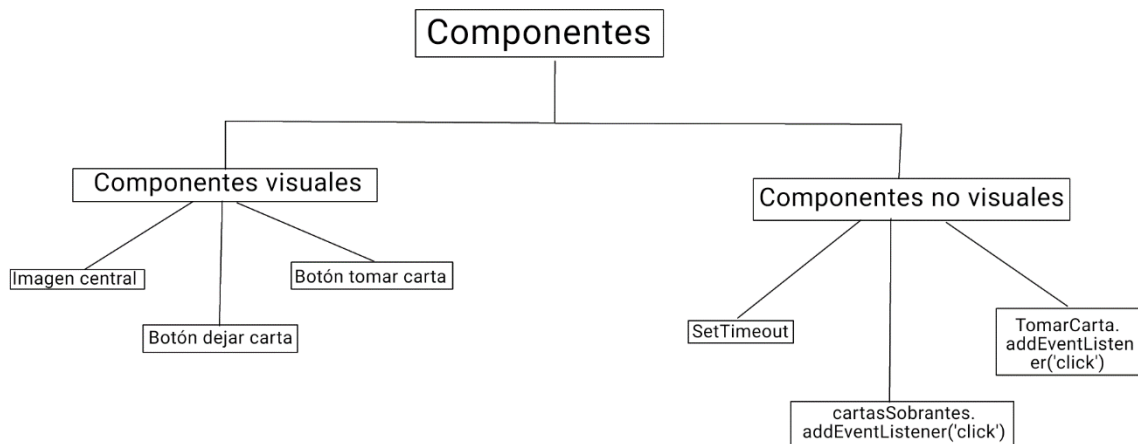 Componentes
Componentes visuales
Componentes no visuales
Imagen central
Botón tomar carta
Botón dejar carta
SetTimeout
TomarCarta.
addEventListen
er('click')
cartasSobrantes.
addEventListener('click')